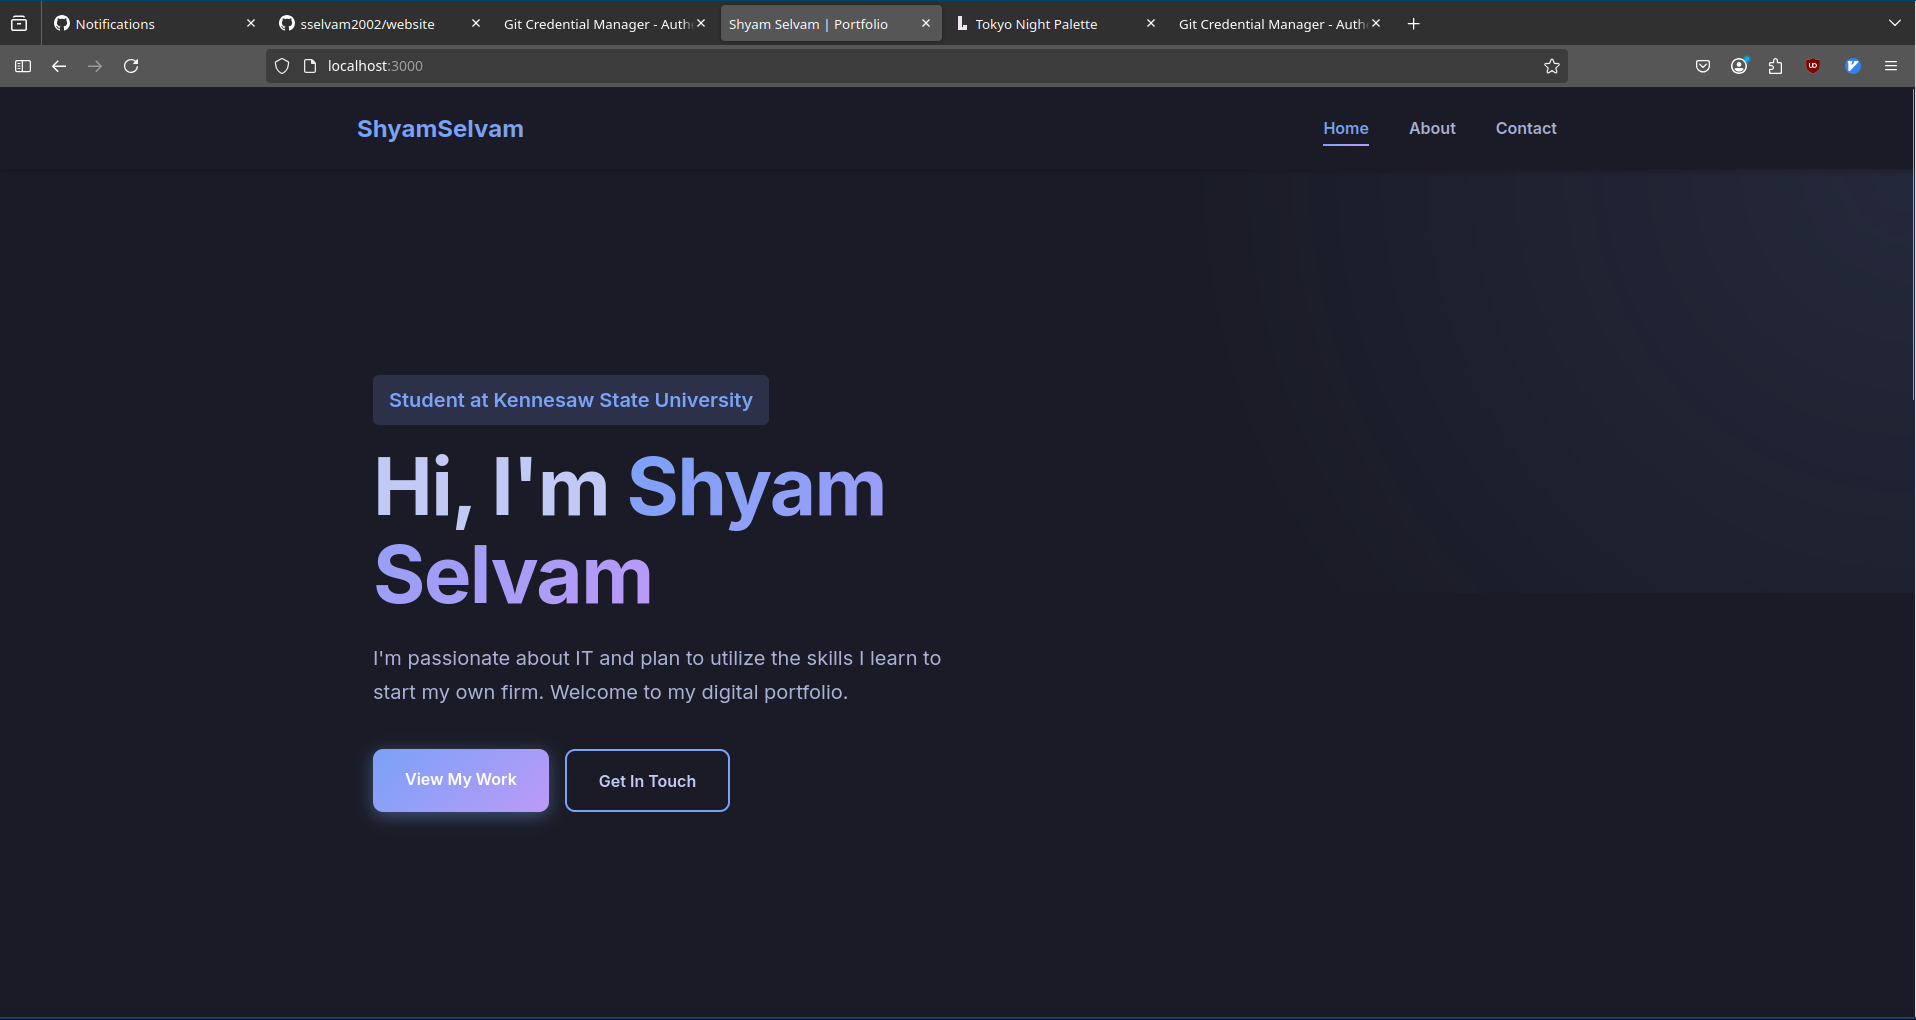 Notifications
sselvam2002/website
Git Credential Manager - Auth
Shyam Selvam | Portfolio
Tokyo Night Palette
Git Credential Manager - Auth
localhost:3000
ShyamSelvam
Home
About
Contact
Student at Kennesaw State University
Hi, I'm Shyam
Selvam
I'm passionate about IT and plan to utilize the skills I learn to
start my own firm. Welcome to my digital portfolio.
View My Work
Get In Touch